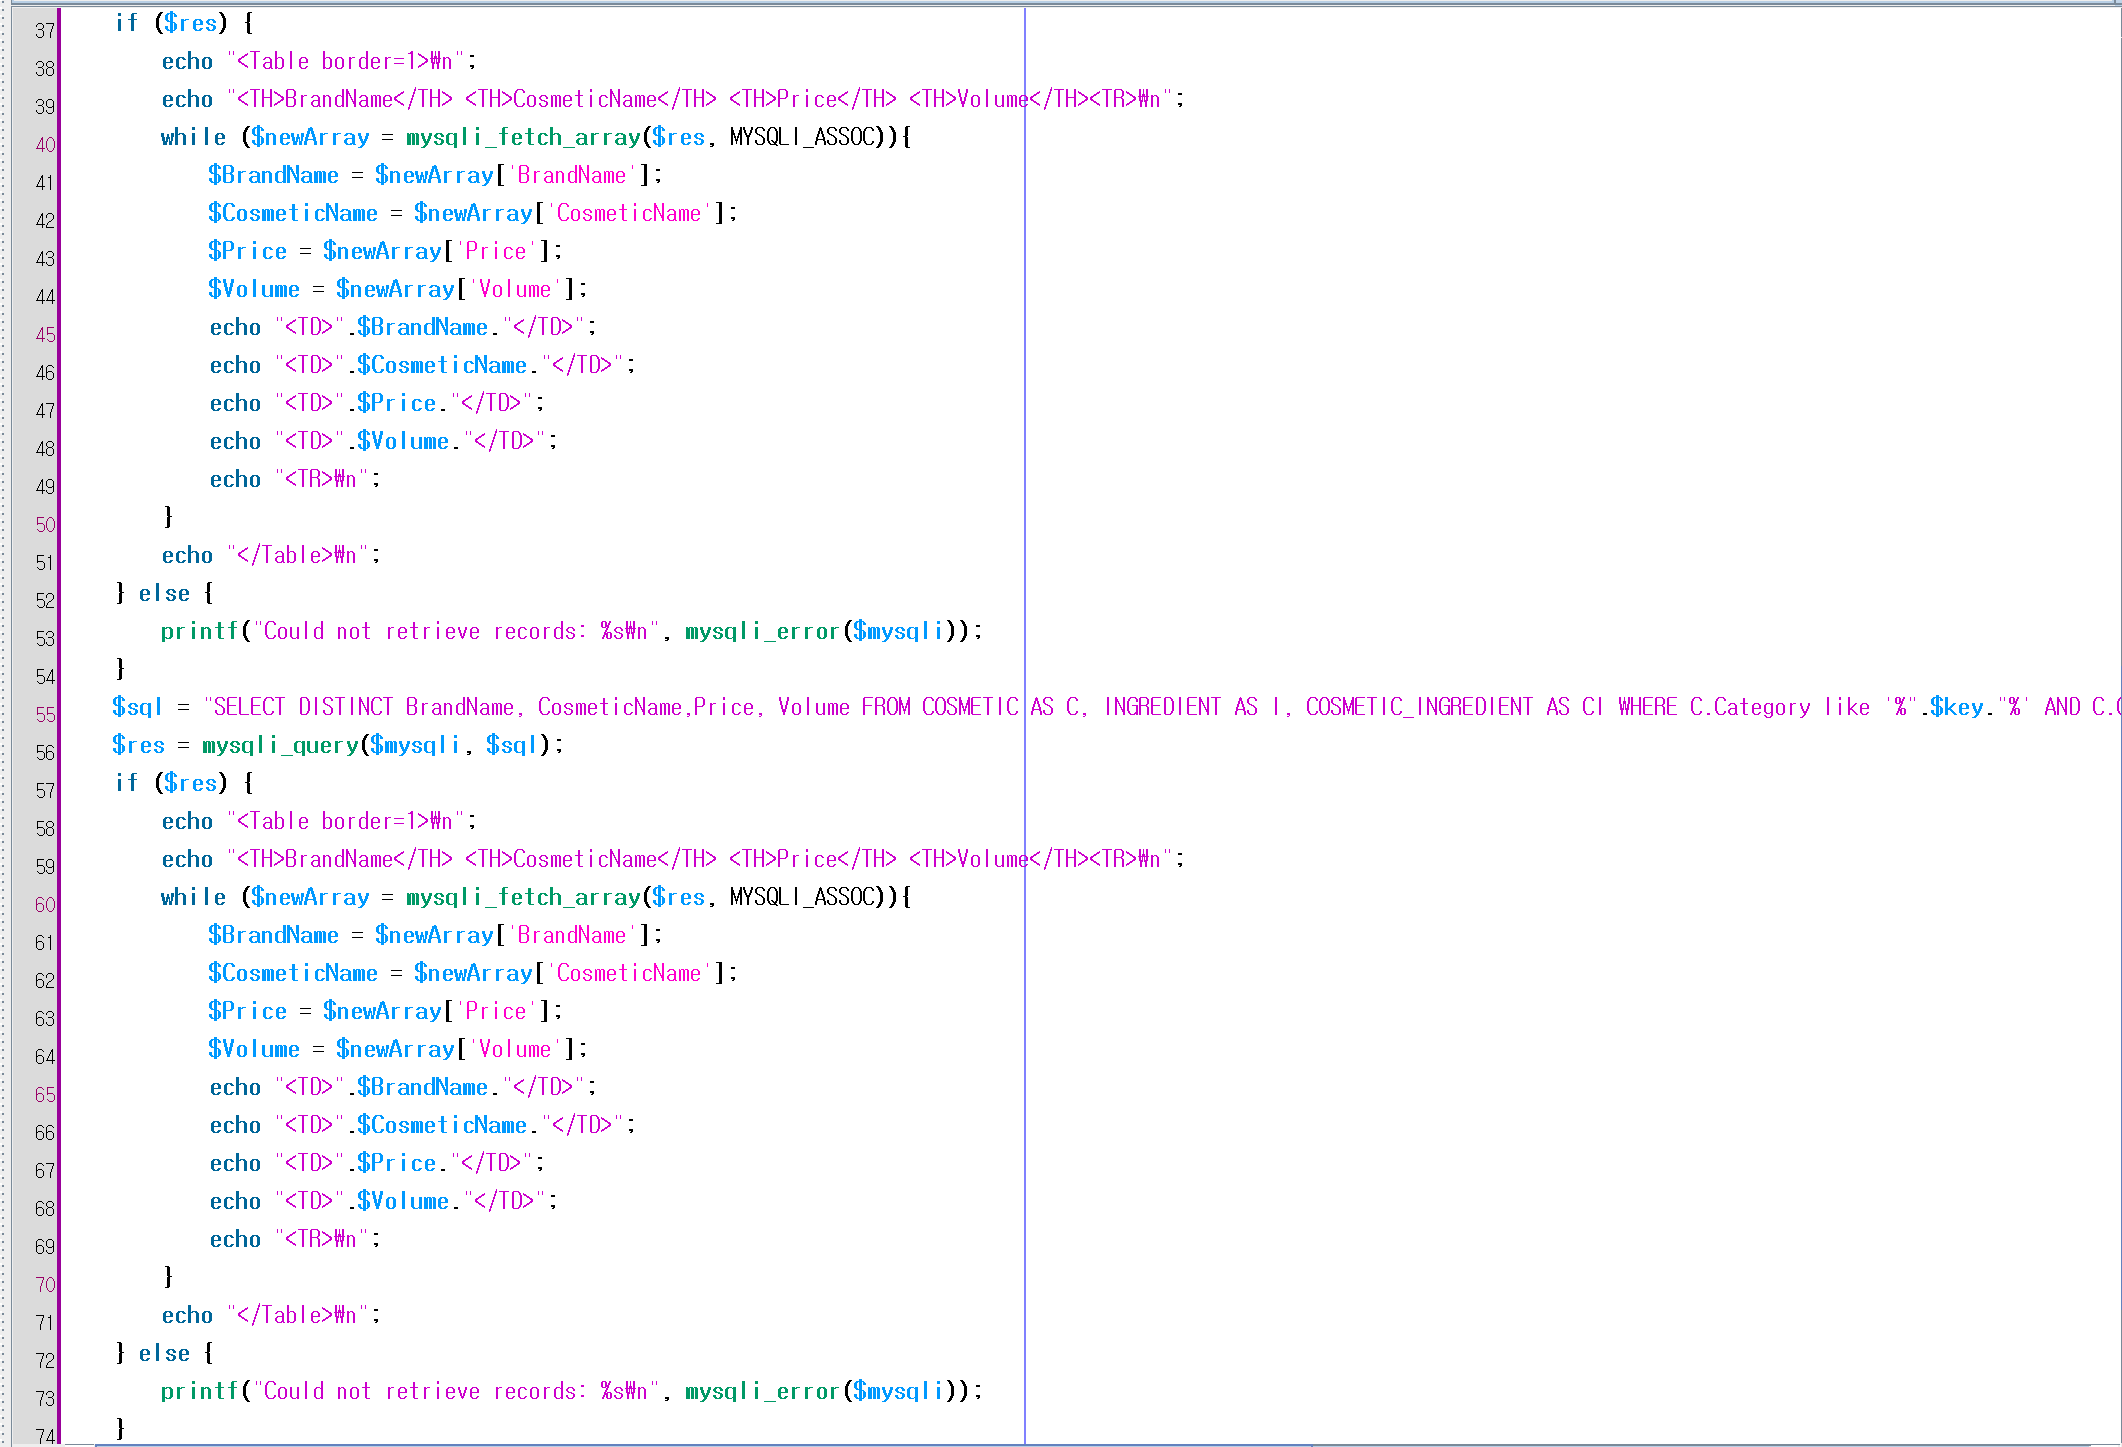 37 if ($res) {
38 echo "<Table border=1>₩n";
39 echo "<TH>BrandName</TH> <TH>CosmeticName</TH> <TH>Price</TH> <TH>Volume</TH><TR>₩n";
40 while ($newArray = mysqli_fetch_array($res, MYSQLI_ASSOC)){
41 $BrandName = $newArray['BrandName'];
42 $CosmeticName = $newArray['CosmeticName'];
43 $Price = $newArray['Price'];
44 $Volume = $newArray['Volume'];
45 echo "<TD>".$BrandName."</TD>";
46 echo "<TD>".$CosmeticName."</TD>";
47 echo "<TD>".$Price."</TD>";
48 echo "<TD>".$Volume."</TD>";
49 echo "<TR>₩n";
50 }
51 echo "</Table>₩n";
52 } else {
53 printf("Could not retrieve records: %s₩n", mysqli_error($mysqli));
54 }
55 $sql = "SELECT DISTINCT BrandName, CosmeticName,Price, Volume FROM COSMETIC AS C, INGREDIENT AS I, COSMETIC_INGREDIENT AS CI WHERE C.Category like '%".$key."%' AND C.
56 $res = mysqli_query($mysqli, $sql);
57 if ($res) {
58 echo "<Table border=1>₩n";
59 echo "<TH>BrandName</TH> <TH>CosmeticName</TH> <TH>Price</TH> <TH>Volume</TH><TR>₩n";
60 while ($newArray = mysqli_fetch_array($res, MYSQLI_ASSOC)){
61 $BrandName = $newArray['BrandName'];
62 $CosmeticName = $newArray['CosmeticName'];
63 $Price = $newArray['Price'];
64 $Volume = $newArray['Volume'];
65 echo "<TD>".$BrandName."</TD>";
66 echo "<TD>".$CosmeticName."</TD>";
67 echo "<TD>".$Price."</TD>";
68 echo "<TD>".$Volume."</TD>";
69 echo "<TR>₩n";
70 }
71 echo "</Table>₩n";
72 } else {
73 printf("Could not retrieve records: %s₩n", mysqli_error($mysqli));
74 }